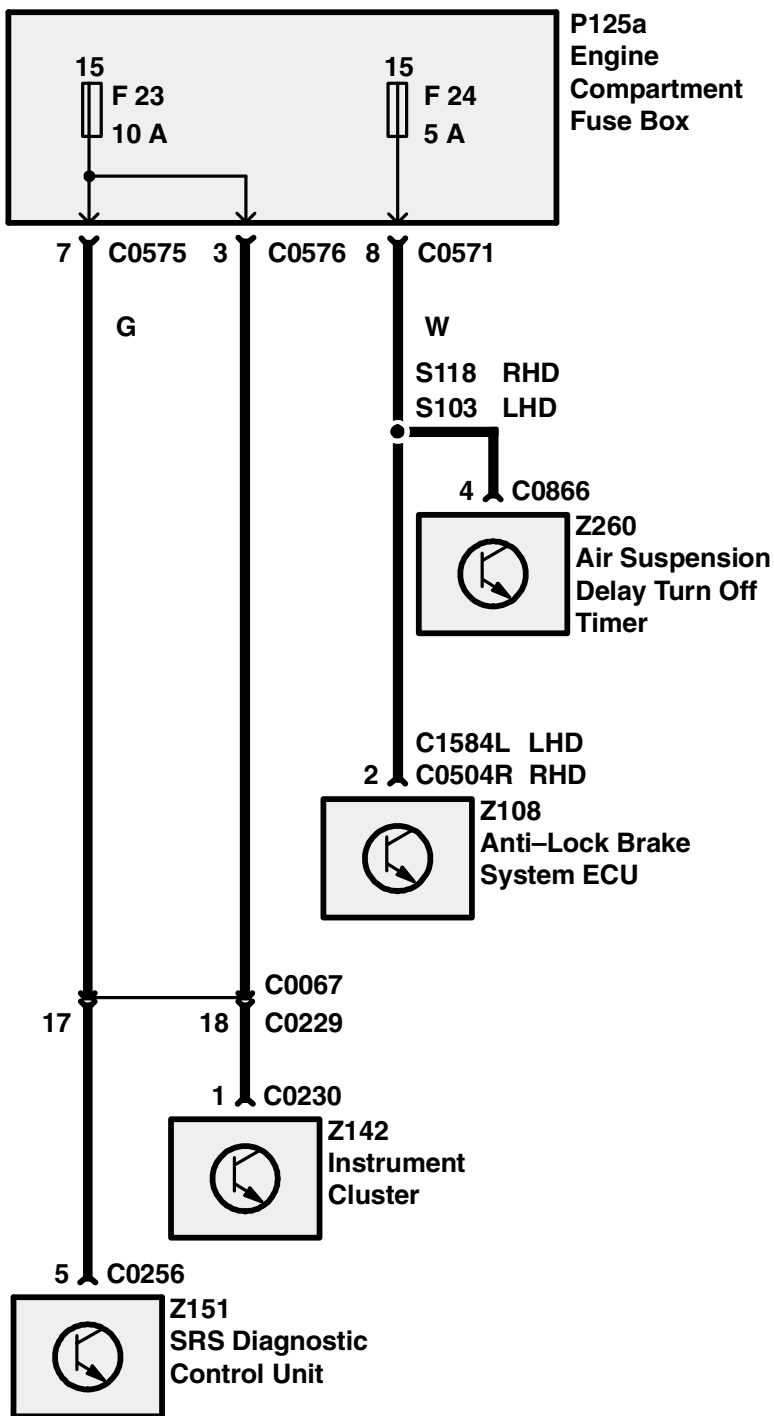 P125a
Engine
Compartment
Fuse Box
15
F 23
10 A
15
F 24
5 A
7 C0575
3 C0576
8 C0571
G
W
S118 RHD
S103 LHD
4 C0866
Z260
Air Suspension
Delay Turn Off
Timer
C1584L LHD
2 C0504R RHD
Z108
Anti–Lock Brake
System ECU
C0067
17
18 C0229
1 C0230
Z142
Instrument
Cluster
5 C0256
Z151
SRS Diagnostic
Control Unit